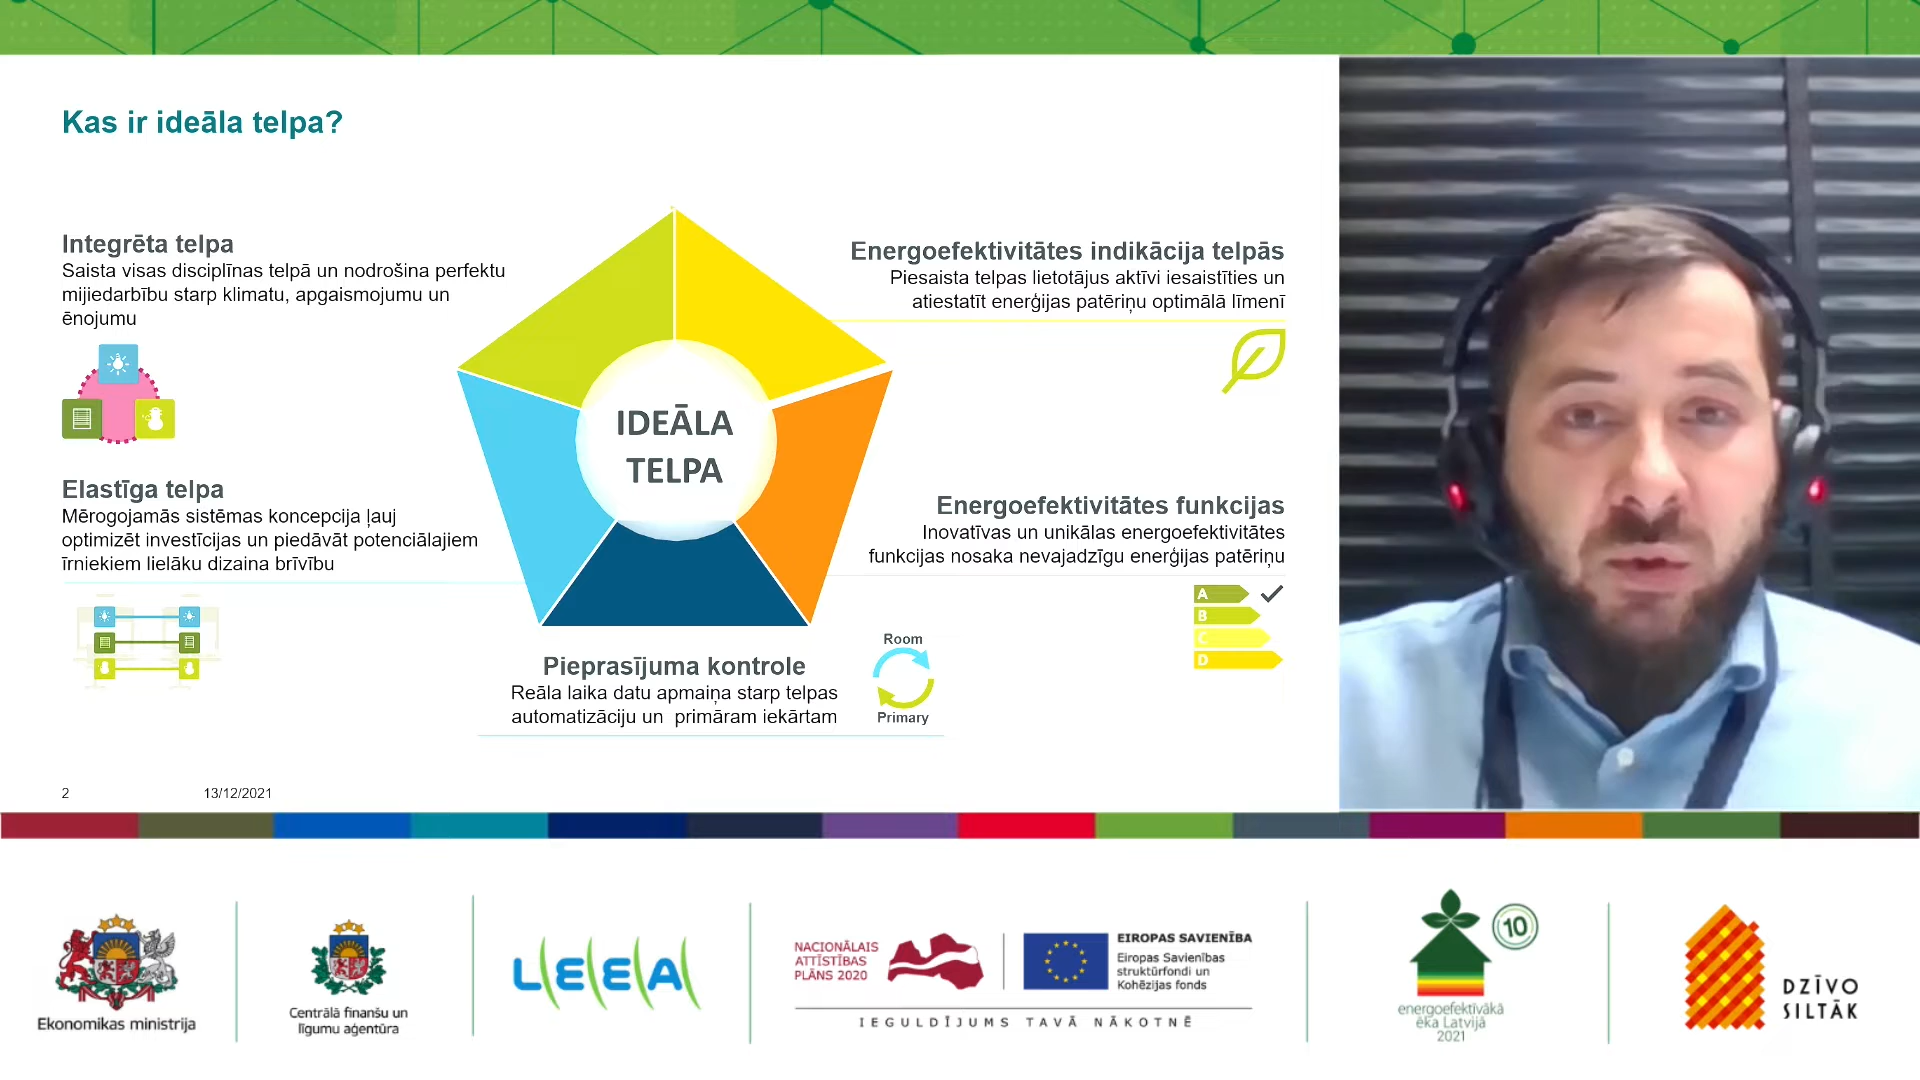 Kas ir ideāla telpa?
Integrēta telpa
Saista visas disciplīnas telpā un nodrošina perfektu
mijiedarbību starp klimatu, apgaismojumu un
ēnojumu
Elastīga telpa
Mērogojamās sistēmas koncepcija ļauj
optimizēt investīcijas un piedāvāt potenciālajiem
īrniekiem lielāku dizaina brīvību
IDEĀLA
TELPA
Energoefektivitātes indikācija telpās
Piesaista telpas lietotājus aktīvi iesaistīties un
atiestatīt enerģijas patēriņu optimālā līmenī
Energoefektivitātes funkcijas
Inovatīvas un unikālas energoefektivitātes
funkcijas nosaka nevajadzīgu enerģijas patēriņu
A
B
C
D
Pieprasījuma kontrole
Reāla laika datu apmaiņa starp telpas
automatizāciju un primāram iekārtam
Room
Primary
2
13/12/2021
Ekonomikas ministrija
Centrālā finanšu un
līgumu aģentūra
LEEA
NACIONĀLAIS
ATTĪSTĪBAS
PLĀNS 2020
EIROPAS SAVIENĪBA
Eiropas Savienības
struktūrfondi un
Kohēzijas fonds
IEGULDĪJUMS TAVĀ NĀKOTNĒ
10
energoefektīvākā
ēka Latvijā
2021
DZĪVO
SILTĀK